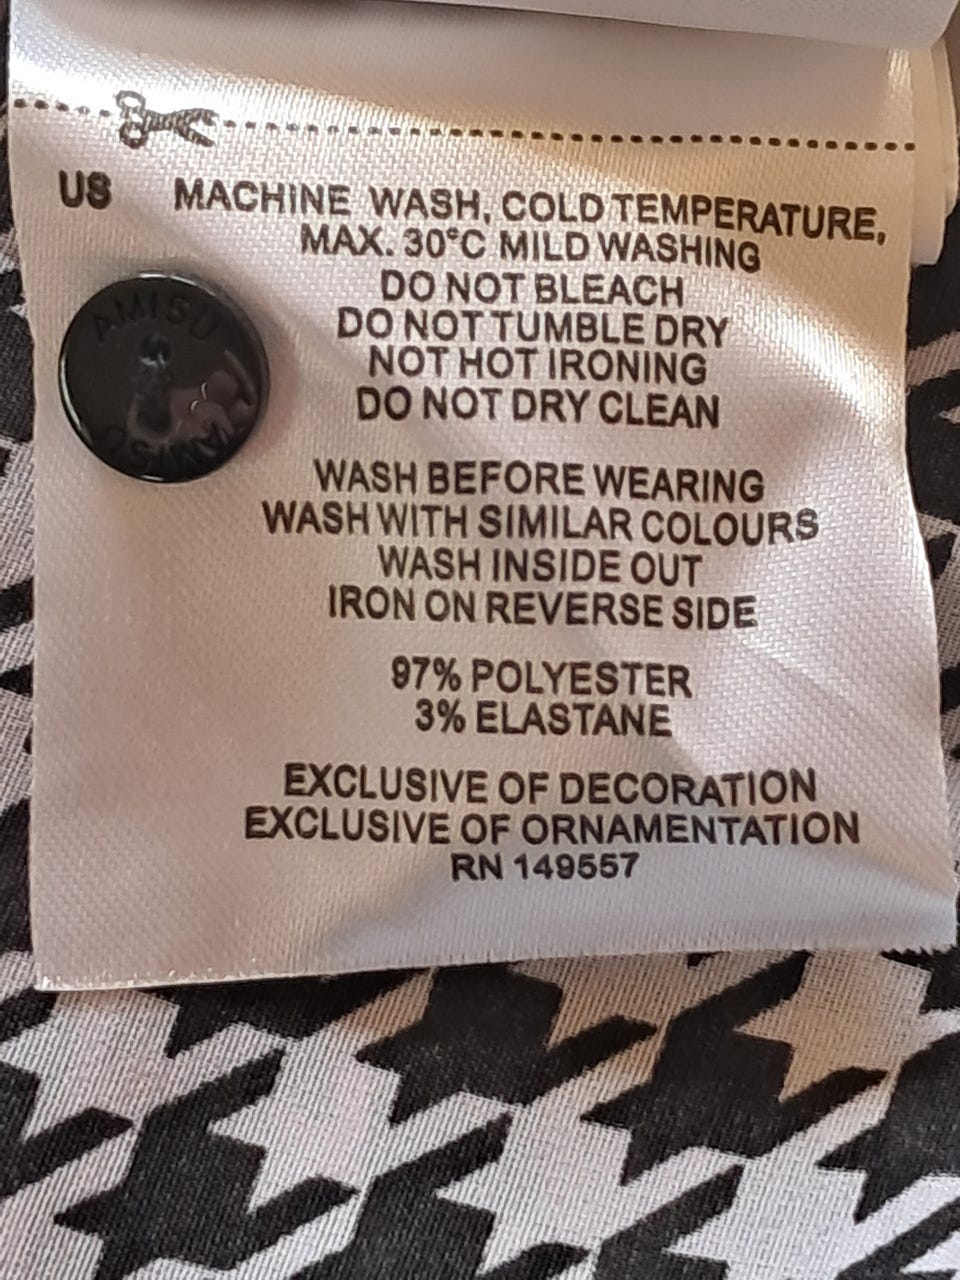 US MACHINE WASH, COLD TEMPERATURE,
MAX. 30°C MILD WASHING
DO NOT BLEACH
DO NOT TUMBLE DRY
NOT HOT IRONING
DO NOT DRY CLEAN
AMISU
AMISU
WASH BEFORE WEARING
WASH WITH SIMILAR COLOURS
WASH INSIDE OUT
IRON ON REVERSE SIDE
97% POLYESTER
3% ELASTANE
EXCLUSIVE OF DECORATION
EXCLUSIVE OF ORNAMENTATION
RN 149557